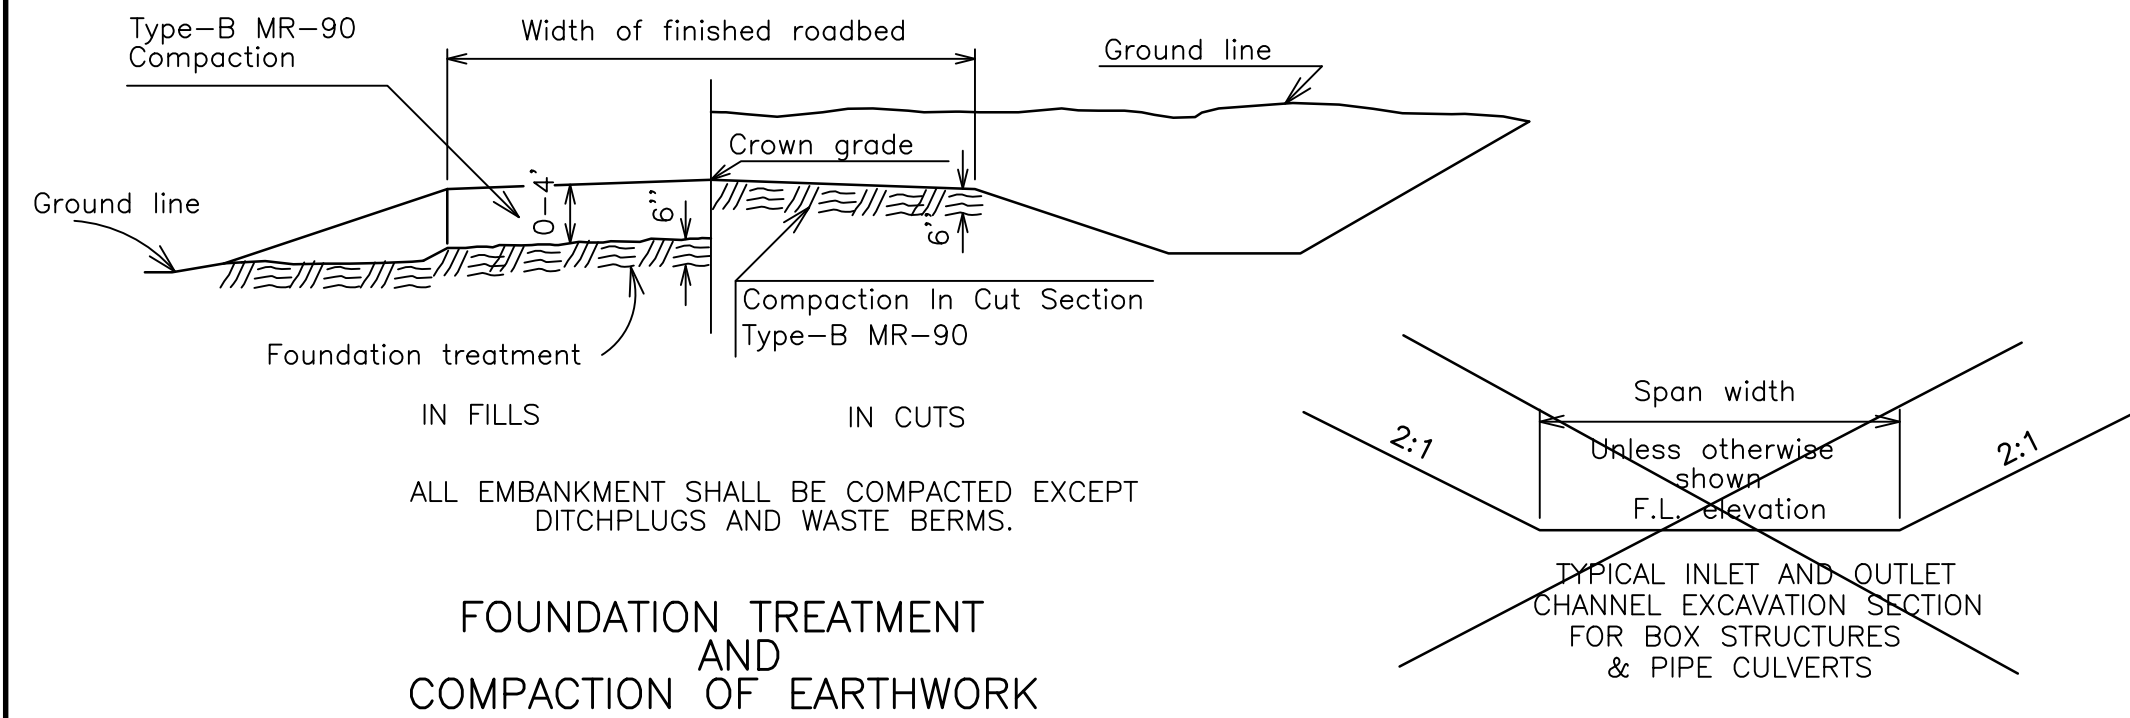 Type-B MR-90
Compaction
Width of finished roadbed
Ground line
Crown grade
Ground line
0-4'
6"
6"
Compaction In Cut Section
Type-B MR-90
Foundation treatment
IN FILLS
IN CUTS
ALL EMBANKMENT SHALL BE COMPACTED EXCEPT
DITCHPLUGS AND WASTE BERMS.
FOUNDATION TREATMENT
AND
COMPACTION OF EARTHWORK
Span width
2:1
Unless otherwise
shown
F.L. elevation
2:1
TYPICAL INLET AND OUTLET
CHANNEL EXCAVATION SECTION
FOR BOX STRUCTURES
& PIPE CULVERTS